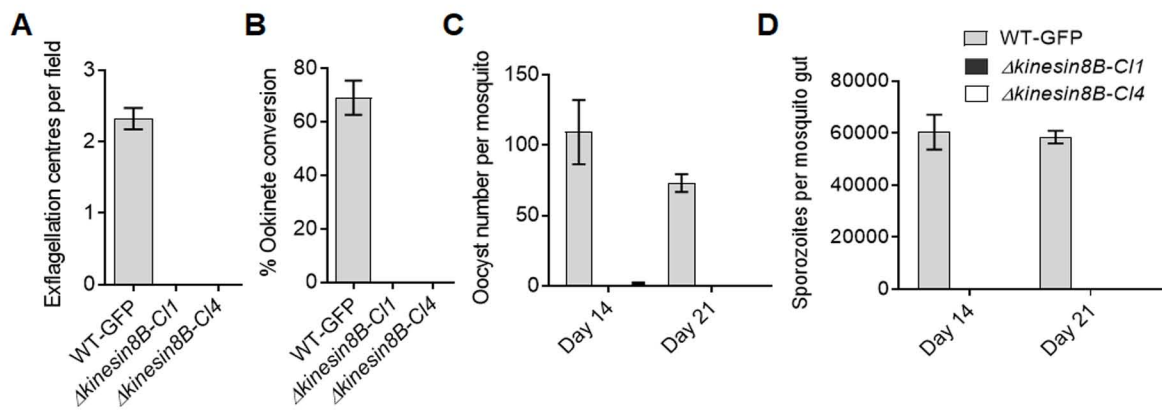 A
Exflagellation centres per field
3
2
1
0
WT-GFP
Δkinesin8B-Cl1
Δkinesin8B-Cl4
B
% Ookinete conversion
80
60
40
20
0
WT-GFP
Δkinesin8B-Cl1
Δkinesin8B-Cl4
C
Oocyst number per mosquito
150
100
50
0
Day 14
Day 21
D
WT-GFP
Δkinesin8B-Cl1
Δkinesin8B-Cl4
Sporozoites per mosquito gut
80000
60000
40000
20000
0
Day 14
Day 21